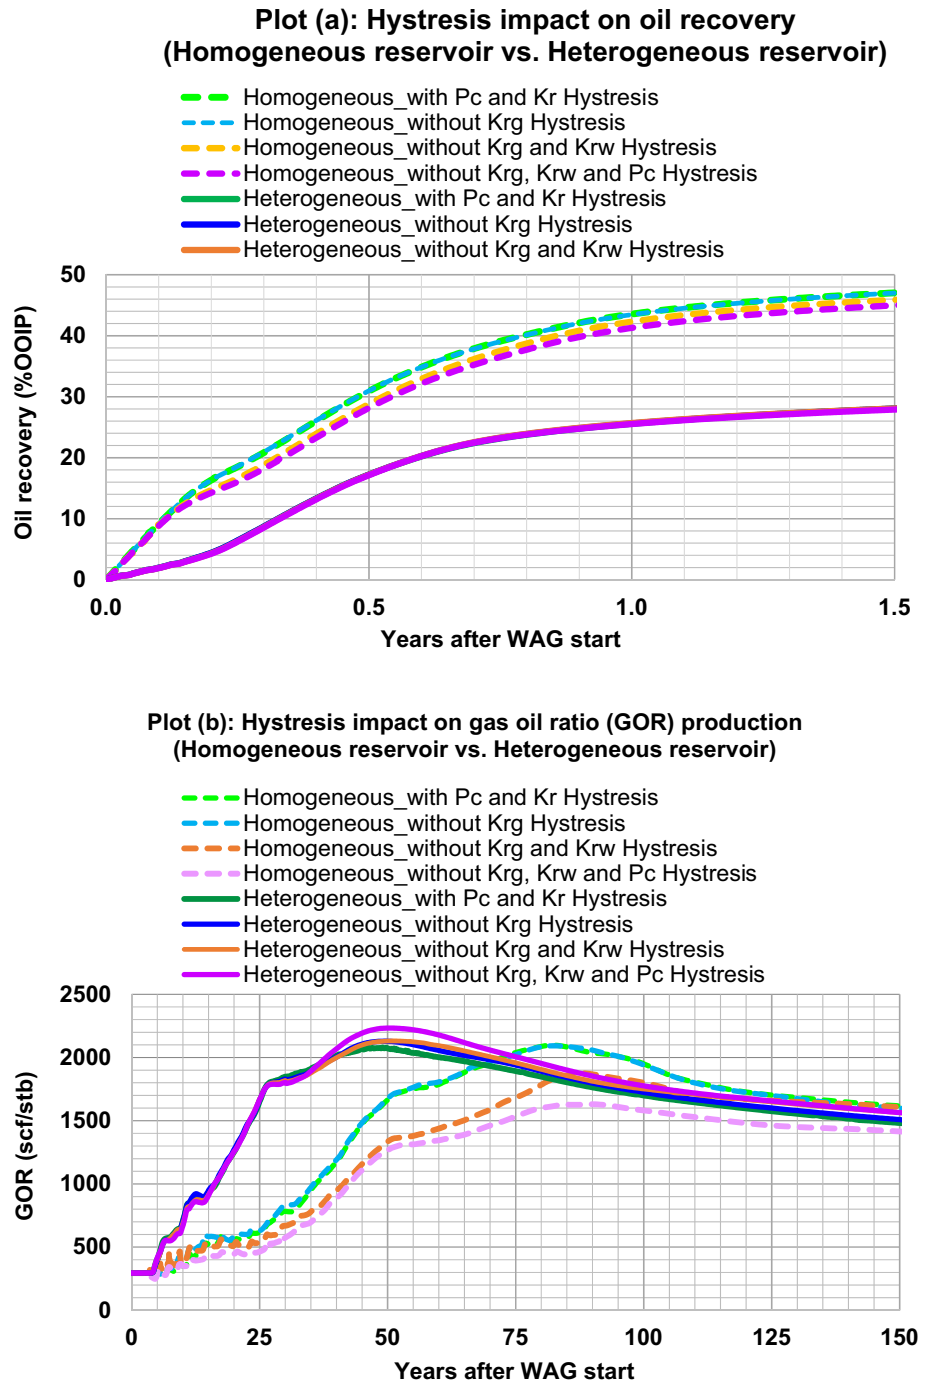 Plot (a): Hystresis impact on oil recovery
(Homogeneous reservoir vs. Heterogeneous reservoir)
Homogeneous_with Pc and Kr Hystresis
Homogeneous_without Krg Hystresis
Homogeneous_without Krg and Krw Hystresis
Homogeneous_without Krg, Krw and Pc Hystresis
Heterogeneous_with Pc and Kr Hystresis
Heterogeneous_without Krg Hystresis
Heterogeneous_without Krg and Krw Hystresis
Oil recovery (%OOIP)
50
40
30
20
10
0
0.0 0.5 1.0 1.5
Years after WAG start
Plot (b): Hystresis impact on gas oil ratio (GOR) production
(Homogeneous reservoir vs. Heterogeneous reservoir)
Homogeneous_with Pc and Kr Hystresis
Homogeneous_without Krg Hystresis
Homogeneous_without Krg and Krw Hystresis
Homogeneous_without Krg, Krw and Pc Hystresis
Heterogeneous_with Pc and Kr Hystresis
Heterogeneous_without Krg Hystresis
Heterogeneous_without Krg and Krw Hystresis
Heterogeneous_without Krg, Krw and Pc Hystresis
GOR (scf/stb)
2500
2000
1500
1000
500
0
0 25 50 75 100 125 150
Years after WAG start